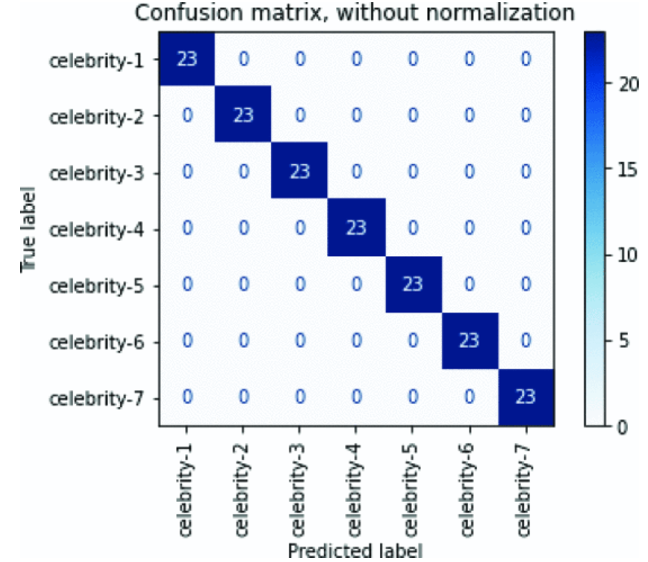 Confusion matrix, without normalization
celebrity-1 23 0 0 0 0 0 0
celebrity-2 0 23 0 0 0 0 0
celebrity-3 0 0 23 0 0 0 0
celebrity-4 0 0 0 23 0 0 0
celebrity-5 0 0 0 0 23 0 0
celebrity-6 0 0 0 0 0 23 0
celebrity-7 0 0 0 0 0 0 23
True label
celebrity-1 celebrity-2 celebrity-3 celebrity-4 celebrity-5 celebrity-6 celebrity-7
Predicted label
20
15
10
5
0